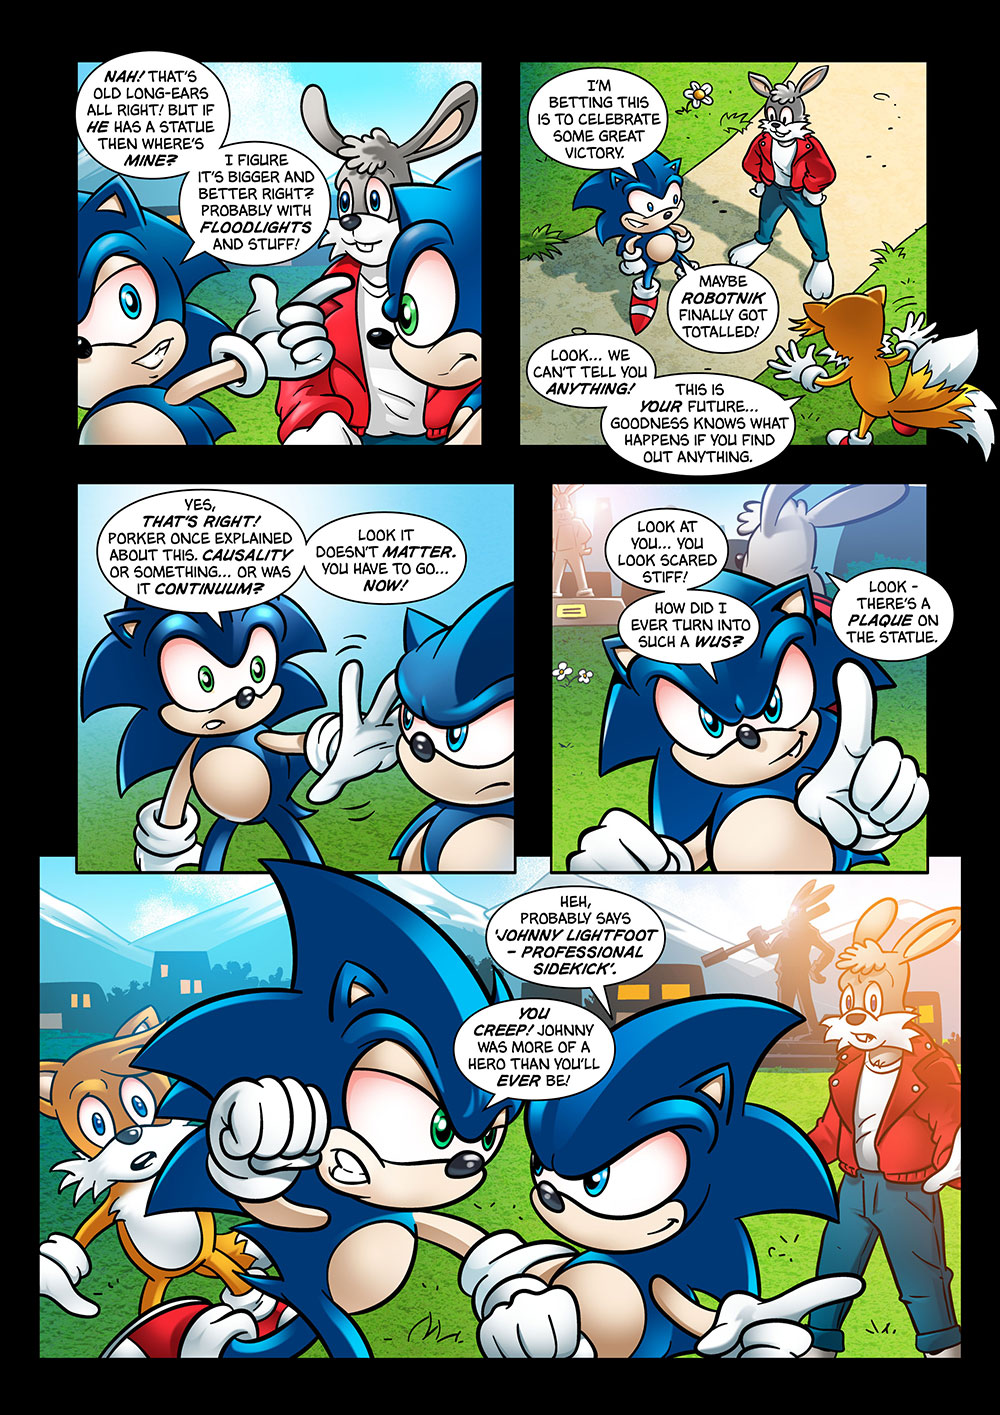 NAH! THAT'S
OLD LONG-EARS
ALL RIGHT! BUT IF
HE HAS A STATUE
THEN WHERE'S
MINE?
I FIGURE
IT'S BIGGER AND
BETTER RIGHT?
PROBABLY WITH
FLOODLIGHTS
AND STUFF!
I'M
BETTING THIS
IS TO CELEBRATE
SOME GREAT
VICTORY.
MAYBE
ROBOTNIK
FINALLY GOT
TOTALLED!
LOOK... WE
CAN'T TELL YOU
ANYTHING!
THIS IS
YOUR FUTURE...
GOODNESS KNOWS WHAT
HAPPENS IF YOU FIND
OUT ANYTHING.
YES,
THAT'S RIGHT!
PORKER ONCE EXPLAINED
ABOUT THIS. CAUSALITY
OR SOMETHING... OR WAS
IT CONTINUUM?
LOOK IT
DOESN'T MATTER.
YOU HAVE TO GO...
NOW!
LOOK AT
YOU... YOU
LOOK SCARED
STIFF!
HOW DID I
EVER TURN INTO
SUCH A WUS?
LOOK -
THERE'S A
PLAQUE ON
THE STATUE.
HEH,
PROBABLY SAYS
'JOHNNY LIGHTFOOT
- PROFESSIONAL
SIDEKICK'.
YOU
CREEP! JOHNNY
WAS MORE OF A
HERO THAN YOU'LL
EVER BE!